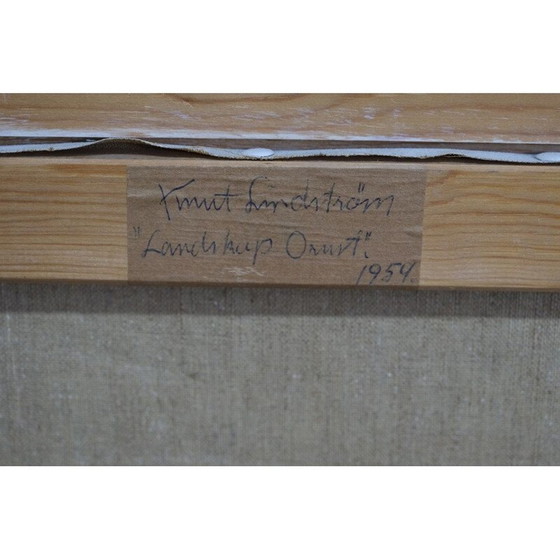 Knut Lindström
"Landskap Orust".
1954.